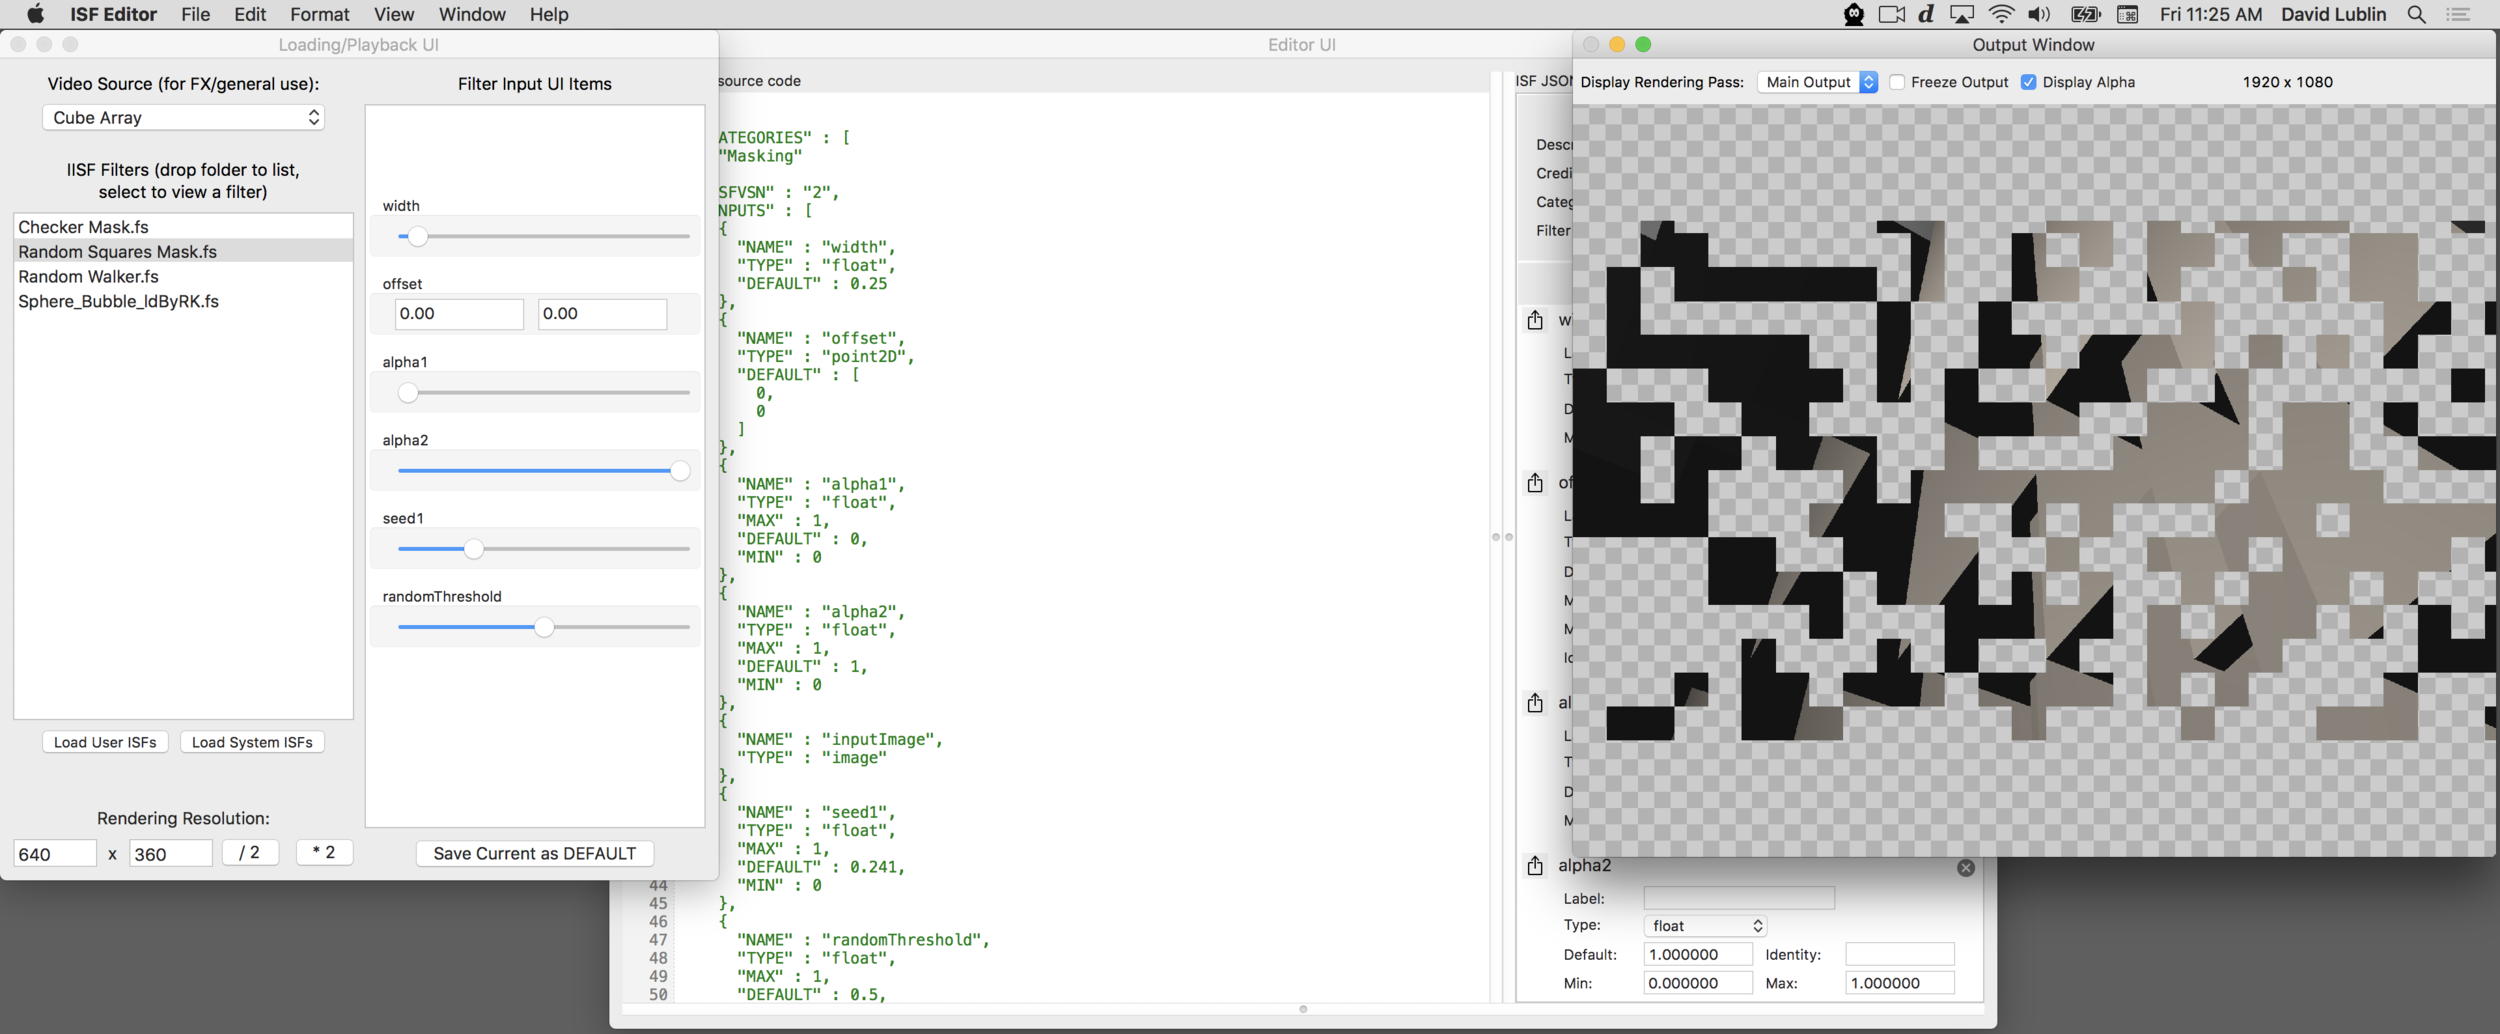 ISF Editor File Edit Format View Window Help
Fri 11:25 AM David Lublin
Loading/Playback UI
Video Source (for FX/general use):
Cube Array
IISF Filters (drop folder to list,
select to view a filter)
Checker Mask.fs
Random Squares Mask.fs
Random Walker.fs
Sphere_Bubble_ldByRK.fs
Load User ISFs Load System ISFs
Rendering Resolution:
640 x 360 / 2 * 2
Filter Input UI Items
width
offset
0.00 0.00
alpha1
alpha2
seed1
randomThreshold
Save Current as DEFAULT
Editor UI
source code
ATEGORIES" : [
"Masking"
SFVSN" : "2",
NPUTS" : [
{
"NAME" : "width",
"TYPE" : "float",
"DEFAULT" : 0.25
},
{
"NAME" : "offset",
"TYPE" : "point2D",
"DEFAULT" : [
0,
0
]
},
{
"NAME" : "alpha1",
"TYPE" : "float",
"MAX" : 1,
"DEFAULT" : 0,
"MIN" : 0
},
{
"NAME" : "alpha2",
"TYPE" : "float",
"MAX" : 1,
"DEFAULT" : 1,
"MIN" : 0
},
{
"NAME" : "inputImage",
"TYPE" : "image"
},
{
"NAME" : "seed1",
"TYPE" : "float",
"MAX" : 1,
"DEFAULT" : 0.241,
44 "MIN" : 0
45 },
46 {
47 "NAME" : "randomThreshold",
48 "TYPE" : "float",
49 "MAX" : 1,
50 "DEFAULT" : 0.5,
ISF JSON
Descr
Credi
Categ
Filter
w
L
T
D
M
of
L
T
D
M
M
Id
al
L
T
D
M
alpha2
Label:
Type: float
Default: 1.000000 Identity:
Min: 0.000000 Max: 1.000000
Output Window
Display Rendering Pass: Main Output Freeze Output Display Alpha 1920 x 1080